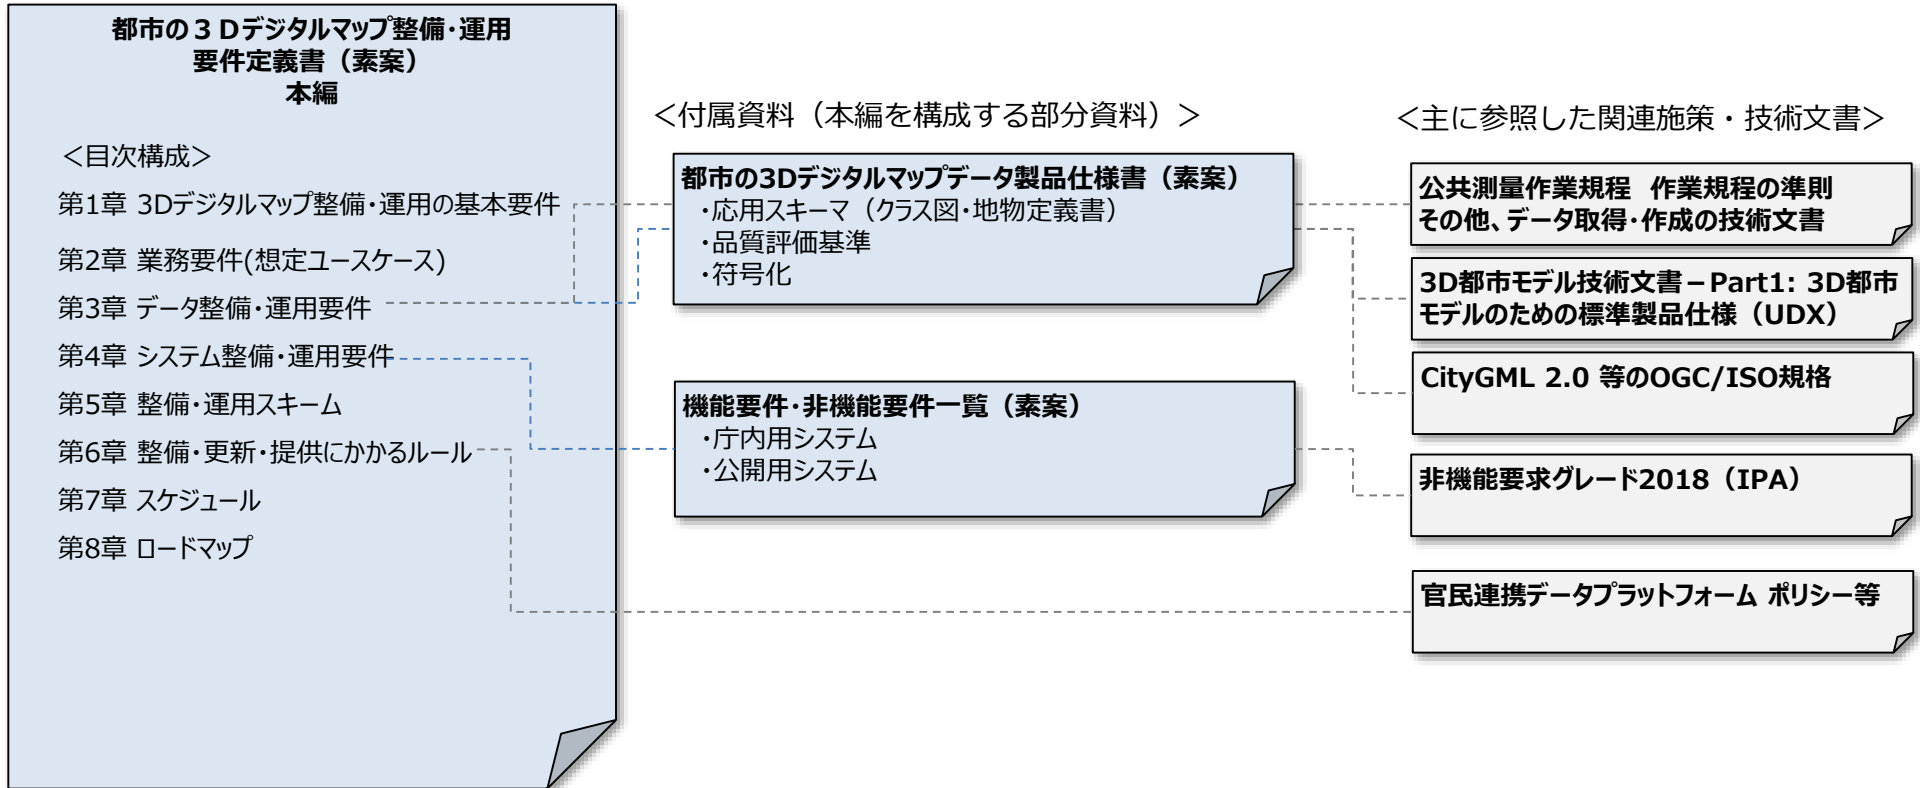 都市の3Dデジタルマップ整備・運用
要件定義書（素案）
本編
＜目次構成＞
第1章 3Dデジタルマップ整備・運用の基本要件
第2章 業務要件(想定ユースケース)
第3章 データ整備・運用要件
第4章 システム整備・運用要件
第5章 整備・運用スキーム
第6章 整備・更新・提供にかかるルール
第7章 スケジュール
第8章 ロードマップ
＜付属資料（本編を構成する部分資料）＞
都市の3Dデジタルマップデータ製品仕様書（素案）
・応用スキーマ（クラス図・地物定義書）
・品質評価基準
・符号化
機能要件・非機能要件一覧（素案）
・庁内用システム
・公開用システム
＜主に参照した関連施策・技術文書＞
公共測量作業規程 作業規程の準則
その他、データ取得・作成の技術文書
3D都市モデル技術文書－Part1: 3D都市
モデルのための標準製品仕様（UDX）
CityGML 2.0 等のOGC/ISO規格
非機能要求グレード2018（IPA）
官民連携データプラットフォーム ポリシー等